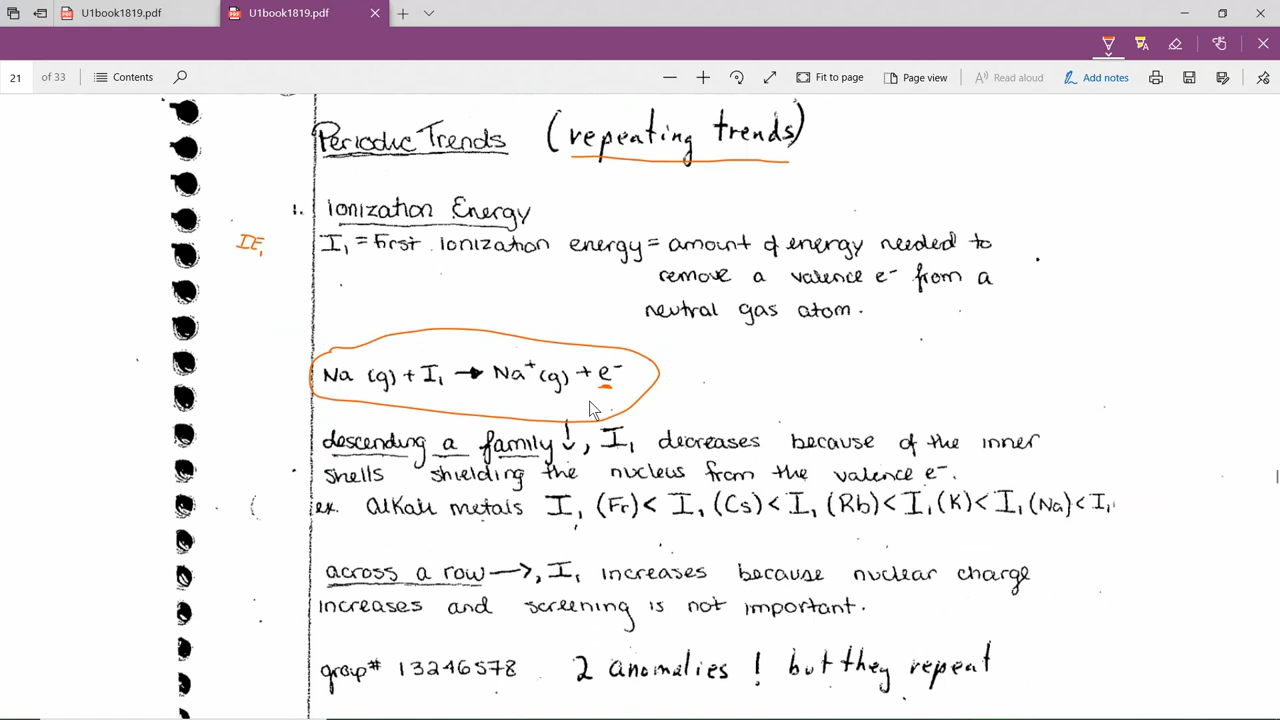 U1book1819.pdf
U1book1819.pdf
21 of 33
Contents
Fit to page
Page view
Read aloud
Add notes
Periodic Trends (repeating trends)
1. ionization Energy
IE₁ I₁ = First ionization energy = amount of energy needed to
remove a valence e⁻ from a
neutral gas atom.
Na (g) + I₁ → Na⁺(g) + e⁻
descending a family ↓, I₁ decreases because of the inner
shells shielding the nucleus from the valence e⁻.
ex. Alkali metals I₁ (Fr) < I₁ (Cs) < I₁ (Rb) < I₁ (K) < I₁ (Na) < I₁
across a row →, I₁ increases because nuclear charge
increases and screening is not important.
group# 13246578 2 anomalies ! but they repeat